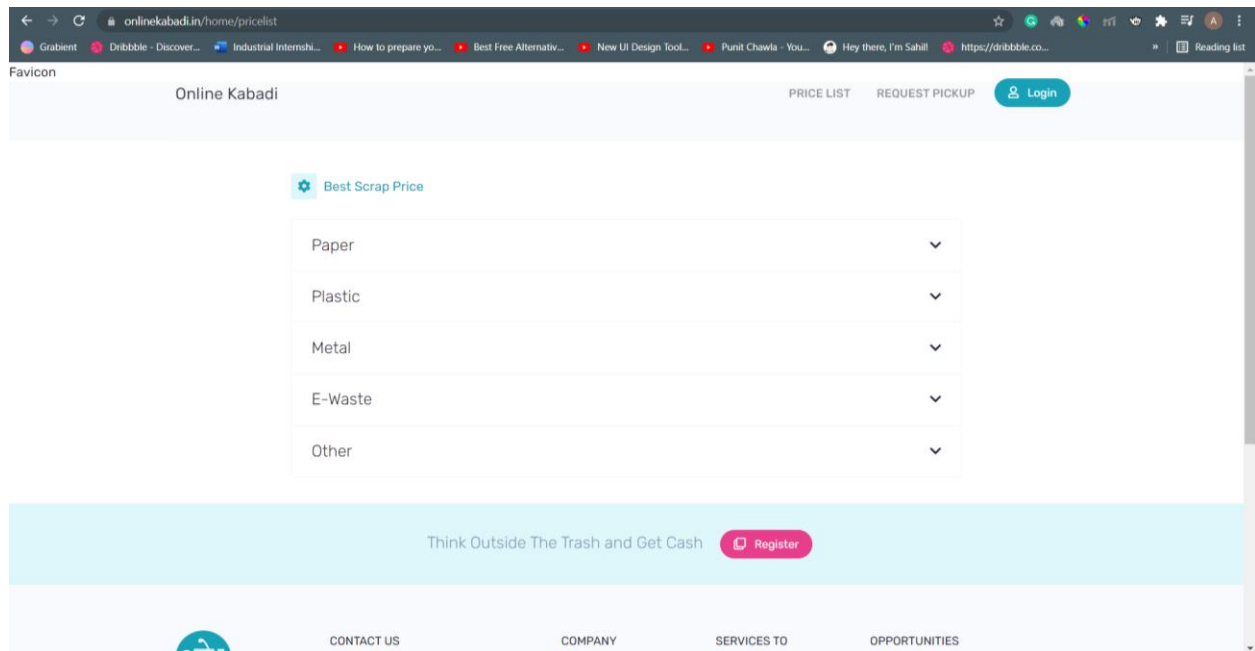 onlinekabadi.in/home/pricelist
Grabient Dribbble - Discover... Industrial Internshi... How to prepare yo... Best Free Alternativ... New UI Design Tool... Punit Chawla - You... Hey there, I'm Sahil! https://dribbble.co... » Reading list
Favicon
Online Kabadi PRICE LIST REQUEST PICKUP Login
Best Scrap Price
Paper
Plastic
Metal
E-Waste
Other
Think Outside The Trash and Get Cash Register
CONTACT US COMPANY SERVICES TO OPPORTUNITIES